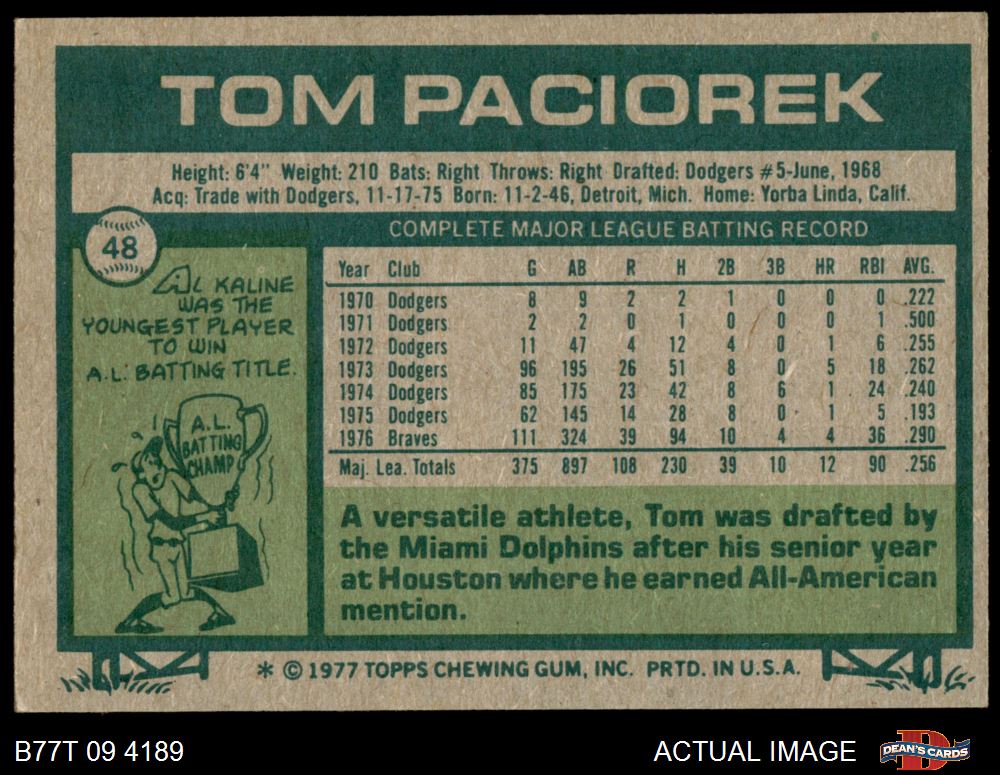 TOM PACIOREK
Height: 6'4" Weight: 210 Bats: Right Throws: Right Drafted: Dodgers #5-June, 1968
Acq: Trade with Dodgers, 11-17-75 Born: 11-2-46, Detroit, Mich. Home: Yorba Linda, Calif.
48
AL KALINE
WAS THE
YOUNGEST PLAYER
TO WIN
A.L. BATTING TITLE.
A.L.
BATTING
CHAMP
COMPLETE MAJOR LEAGUE BATTING RECORD
Year Club G AB R H 2B 3B HR RBI AVG.
1970 Dodgers 8 9 2 2 1 0 0 0 .222
1971 Dodgers 2 2 0 1 0 0 0 1 .500
1972 Dodgers 11 47 4 12 4 0 1 6 .255
1973 Dodgers 96 195 26 51 8 0 5 18 .262
1974 Dodgers 85 175 23 42 8 6 1 24 .240
1975 Dodgers 62 145 14 28 8 0 1 5 .193
1976 Braves 111 324 39 94 10 4 4 36 .290
Maj. Lea. Totals 375 897 108 230 39 10 12 90 .256
A versatile athlete, Tom was drafted by
the Miami Dolphins after his senior year
at Houston where he earned All-American
mention.
* © 1977 TOPPS CHEWING GUM, INC. PRTD. IN U.S.A.
B77T 09 4189
ACTUAL IMAGE
DEAN'S CARDS